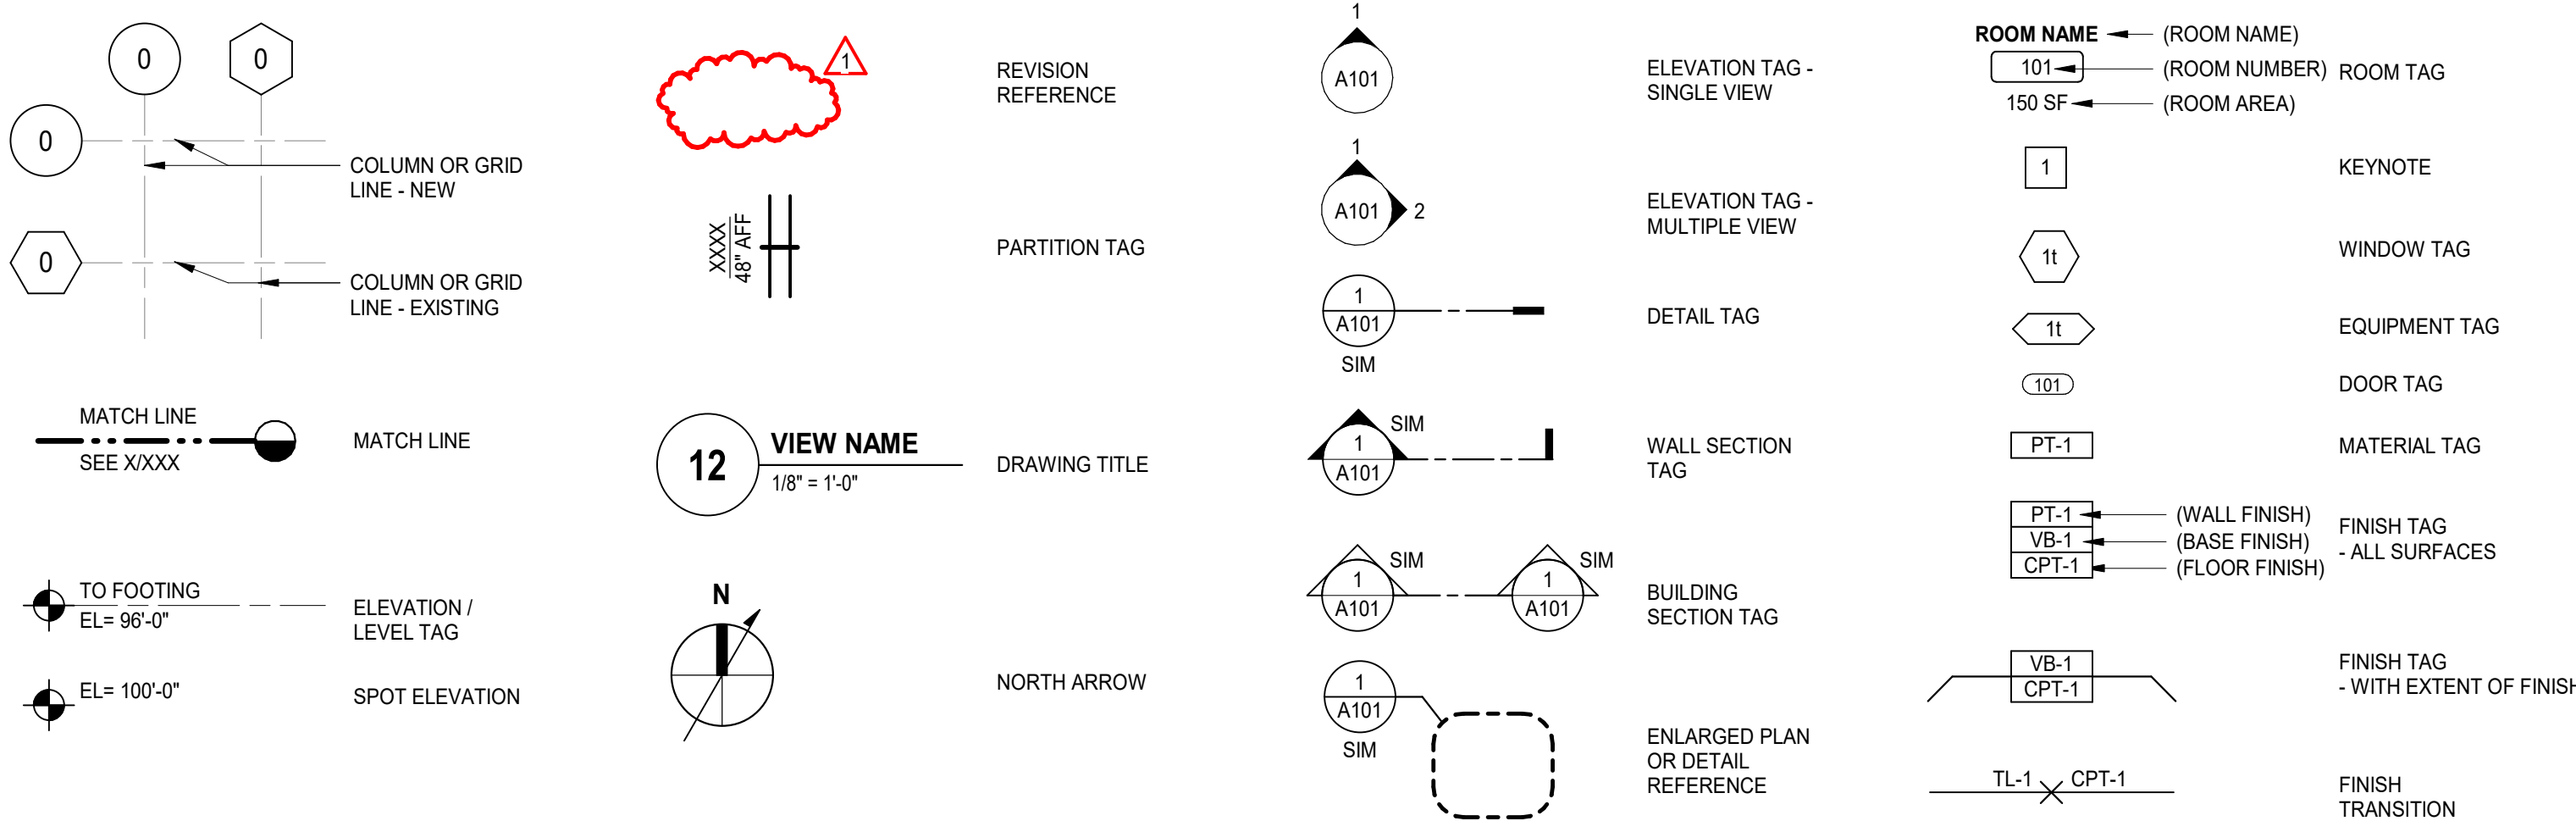 0
0
0
0
COLUMN OR GRID
LINE - NEW
COLUMN OR GRID
LINE - EXISTING
MATCH LINE
SEE X/XXX
MATCH LINE
TO FOOTING
EL= 96'-0"
ELEVATION /
LEVEL TAG
EL= 100'-0"
SPOT ELEVATION
1
REVISION
REFERENCE
XXXX
48" AFF
PARTITION TAG
12
VIEW NAME
1/8" = 1'-0"
DRAWING TITLE
N
NORTH ARROW
1
A101
ELEVATION TAG -
SINGLE VIEW
1
A101
2
ELEVATION TAG -
MULTIPLE VIEW
1
A101
SIM
DETAIL TAG
SIM
1
A101
WALL SECTION
TAG
SIM
1
A101
SIM
1
A101
BUILDING
SECTION TAG
1
A101
SIM
ENLARGED PLAN
OR DETAIL
REFERENCE
ROOM NAME (ROOM NAME)
101 (ROOM NUMBER)
150 SF (ROOM AREA)
ROOM TAG
1
KEYNOTE
1t
WINDOW TAG
1t
EQUIPMENT TAG
101
DOOR TAG
PT-1
MATERIAL TAG
PT-1 (WALL FINISH)
VB-1 (BASE FINISH)
CPT-1 (FLOOR FINISH)
FINISH TAG
- ALL SURFACES
VB-1
CPT-1
FINISH TAG
- WITH EXTENT OF FINISH
TL-1 CPT-1
FINISH
TRANSITION